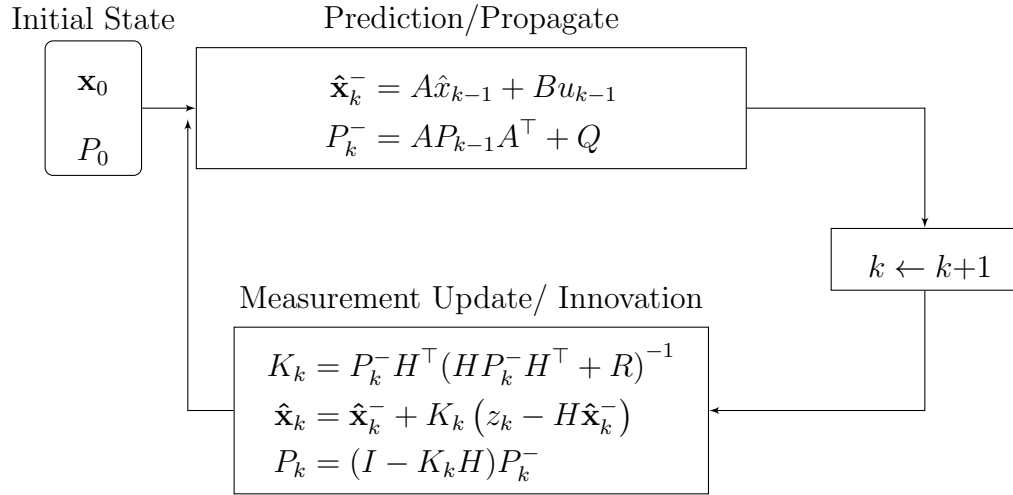 Initial State
𝐱₀
P₀
Prediction/Propagate
𝐱̂ₖ⁻ = Ax̂ₖ₋₁ + Buₖ₋₁
Pₖ⁻ = APₖ₋₁A^⊤ + Q
k ← k+1
Measurement Update/ Innovation
Kₖ = Pₖ⁻H^⊤(HPₖ⁻H^⊤ + R)⁻¹
𝐱̂ₖ = 𝐱̂ₖ⁻ + Kₖ (zₖ − H𝐱̂ₖ⁻)
Pₖ = (I − KₖH)Pₖ⁻